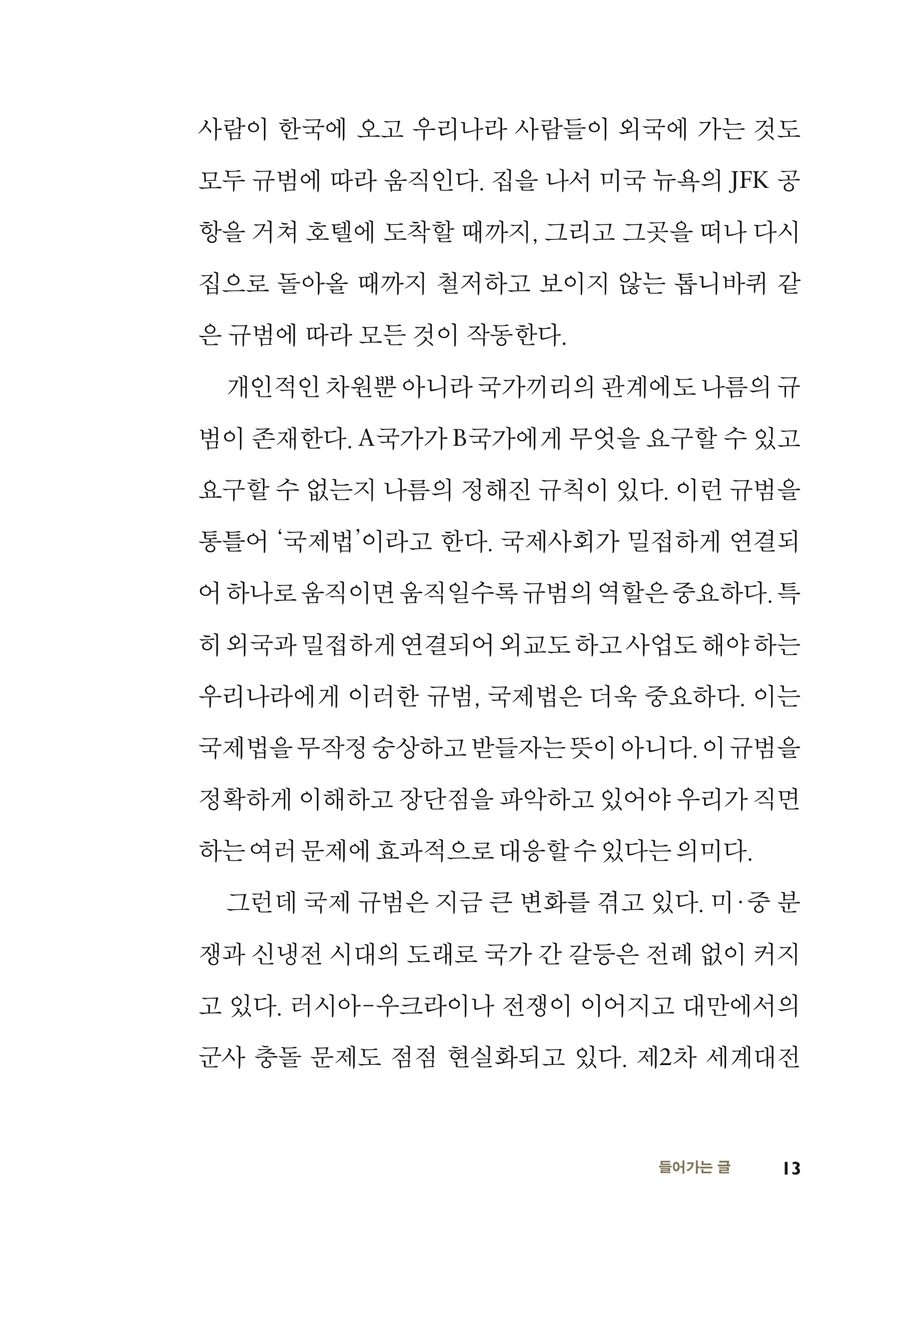 사람이 한국에 오고 우리나라 사람들이 외국에 가는 것도
모두 규범에 따라 움직인다. 집을 나서 미국 뉴욕의 JFK 공
항을 거쳐 호텔에 도착할 때까지, 그리고 그곳을 떠나 다시
집으로 돌아올 때까지 철저하고 보이지 않는 톱니바퀴 같
은 규범에 따라 모든 것이 작동한다.
개인적인 차원뿐 아니라 국가끼리의 관계에도 나름의 규
범이 존재한다. A국가가 B국가에게 무엇을 요구할 수 있고
요구할 수 없는지 나름의 정해진 규칙이 있다. 이런 규범을
통틀어 ‘국제법’이라고 한다. 국제사회가 밀접하게 연결되
어 하나로 움직이면 움직일수록 규범의 역할은 중요하다. 특
히 외국과 밀접하게 연결되어 외교도 하고 사업도 해야 하는
우리나라에게 이러한 규범, 국제법은 더욱 중요하다. 이는
국제법을 무작정 숭상하고 받들자는 뜻이 아니다. 이 규범을
정확하게 이해하고 장단점을 파악하고 있어야 우리가 직면
하는 여러 문제에 효과적으로 대응할 수 있다는 의미다.
그런데 국제 규범은 지금 큰 변화를 겪고 있다. 미·중 분
쟁과 신냉전 시대의 도래로 국가 간 갈등은 전례 없이 커지
고 있다. 러시아-우크라이나 전쟁이 이어지고 대만에서의
군사 충돌 문제도 점점 현실화되고 있다. 제2차 세계대전
들어가는 글 13